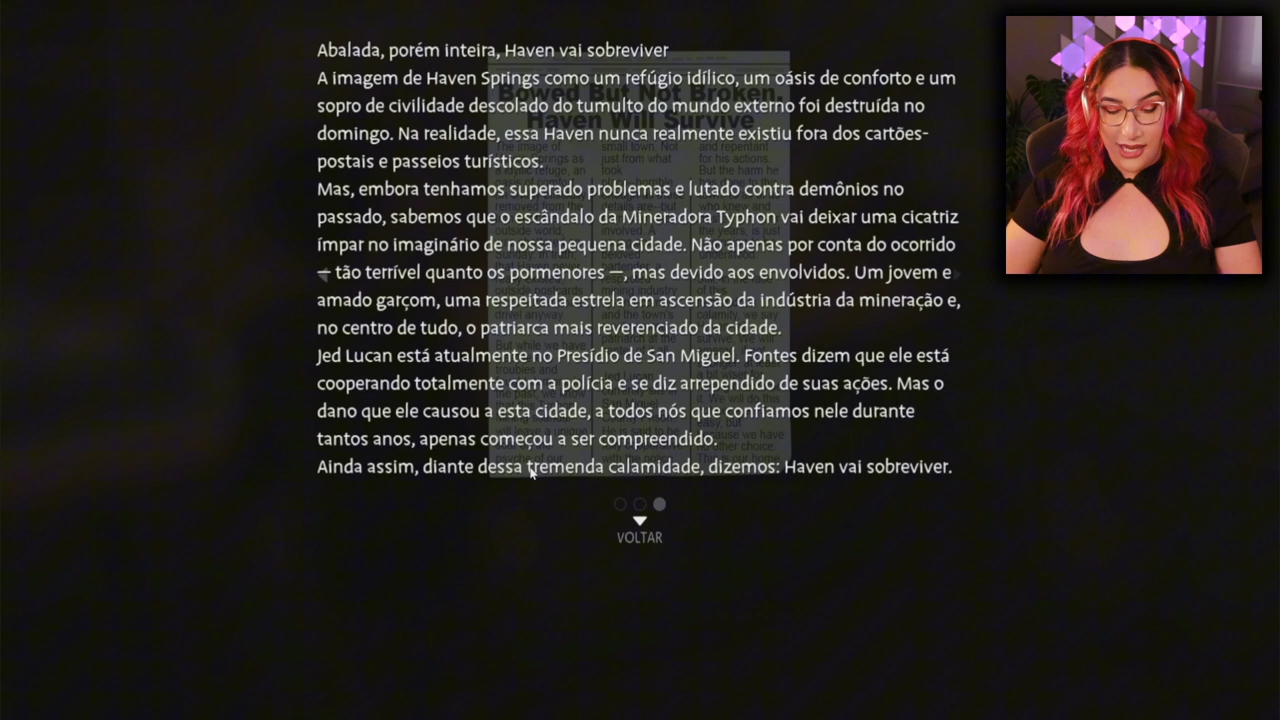 Abalada, porém inteira, Haven vai sobreviver
A imagem de Haven Springs como um refúgio idílico, um oásis de conforto e um
sopro de civilidade descolado do tumulto do mundo externo foi destruída no
domingo. Na realidade, essa Haven nunca realmente existiu fora dos cartões-
postais e passeios turísticos.
Mas, embora tenhamos superado problemas e lutado contra demônios no
passado, sabemos que o escândalo da Mineradora Typhon vai deixar uma cicatriz
ímpar no imaginário de nossa pequena cidade. Não apenas por conta do ocorrido
— tão terrível quanto os pormenores —, mas devido aos envolvidos. Um jovem e
amado garçom, uma respeitada estrela em ascensão da indústria da mineração e,
no centro de tudo, o patriarca mais reverenciado da cidade.
Jed Lucan está atualmente no Presídio de San Miguel. Fontes dizem que ele está
cooperando totalmente com a polícia e se diz arrependido de suas ações. Mas o
dano que ele causou a esta cidade, a todos nós que confiamos nele durante
tantos anos, apenas começou a ser compreendido.
Ainda assim, diante dessa tremenda calamidade, dizemos: Haven vai sobreviver.
Bowed But Not Broken,
Haven Will Survive
VOLTAR